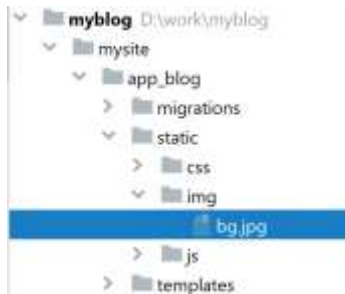 myblog D:\work\myblog
mysite
app_blog
migrations
static
css
img
bg.jpg
js
templates